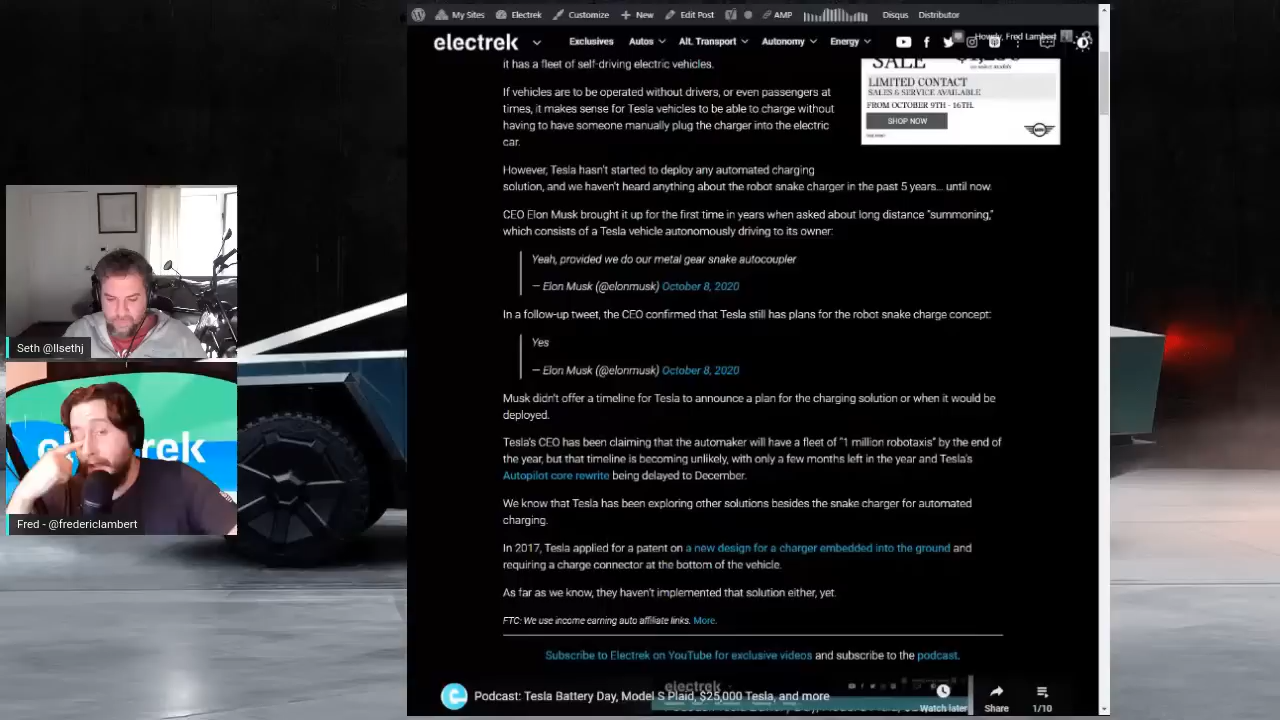 My Sites Electrek Customize New Edit Post AMP Disqus Distributor
electrek Exclusives Autos Alt. Transport Autonomy Energy Howdy, Fred Lambert
it has a fleet of self-driving electric vehicles.
SALE
LIMITED CONTACT
SALES & SERVICE AVAILABLE
FROM OCTOBER 9TH - 16TH.
SHOP NOW
If vehicles are to be operated without drivers, or even passengers at
times, it makes sense for Tesla vehicles to be able to charge without
having to have someone manually plug the charger into the electric
car.
However, Tesla hasn't started to deploy any automated charging
solution, and we haven't heard anything about the robot snake charger in the past 5 years… until now.
CEO Elon Musk brought it up for the first time in years when asked about long distance "summoning,"
which consists of a Tesla vehicle autonomously driving to its owner:
Yeah, provided we do our metal gear snake autocoupler
— Elon Musk (@elonmusk) October 8, 2020
In a follow-up tweet, the CEO confirmed that Tesla still has plans for the robot snake charge concept:
Yes
— Elon Musk (@elonmusk) October 8, 2020
Musk didn't offer a timeline for Tesla to announce a plan for the charging solution or when it would be
deployed.
Tesla's CEO has been claiming that the automaker will have a fleet of "1 million robotaxis" by the end of
the year, but that timeline is becoming unlikely, with only a few months left in the year and Tesla's
Autopilot core rewrite being delayed to December.
We know that Tesla has been exploring other solutions besides the snake charger for automated
charging.
In 2017, Tesla applied for a patent on a new design for a charger embedded into the ground and
requiring a charge connector at the bottom of the vehicle.
As far as we know, they haven't implemented that solution either, yet.
FTC: We use income earning auto affiliate links. More.
Subscribe to Electrek on YouTube for exclusive videos and subscribe to the podcast.
Podcast: Tesla Battery Day, Model S Plaid, $25,000 Tesla, and more
electrek
Watch later Share 1/10
Seth @llsethj
Fred - @fredericlambert